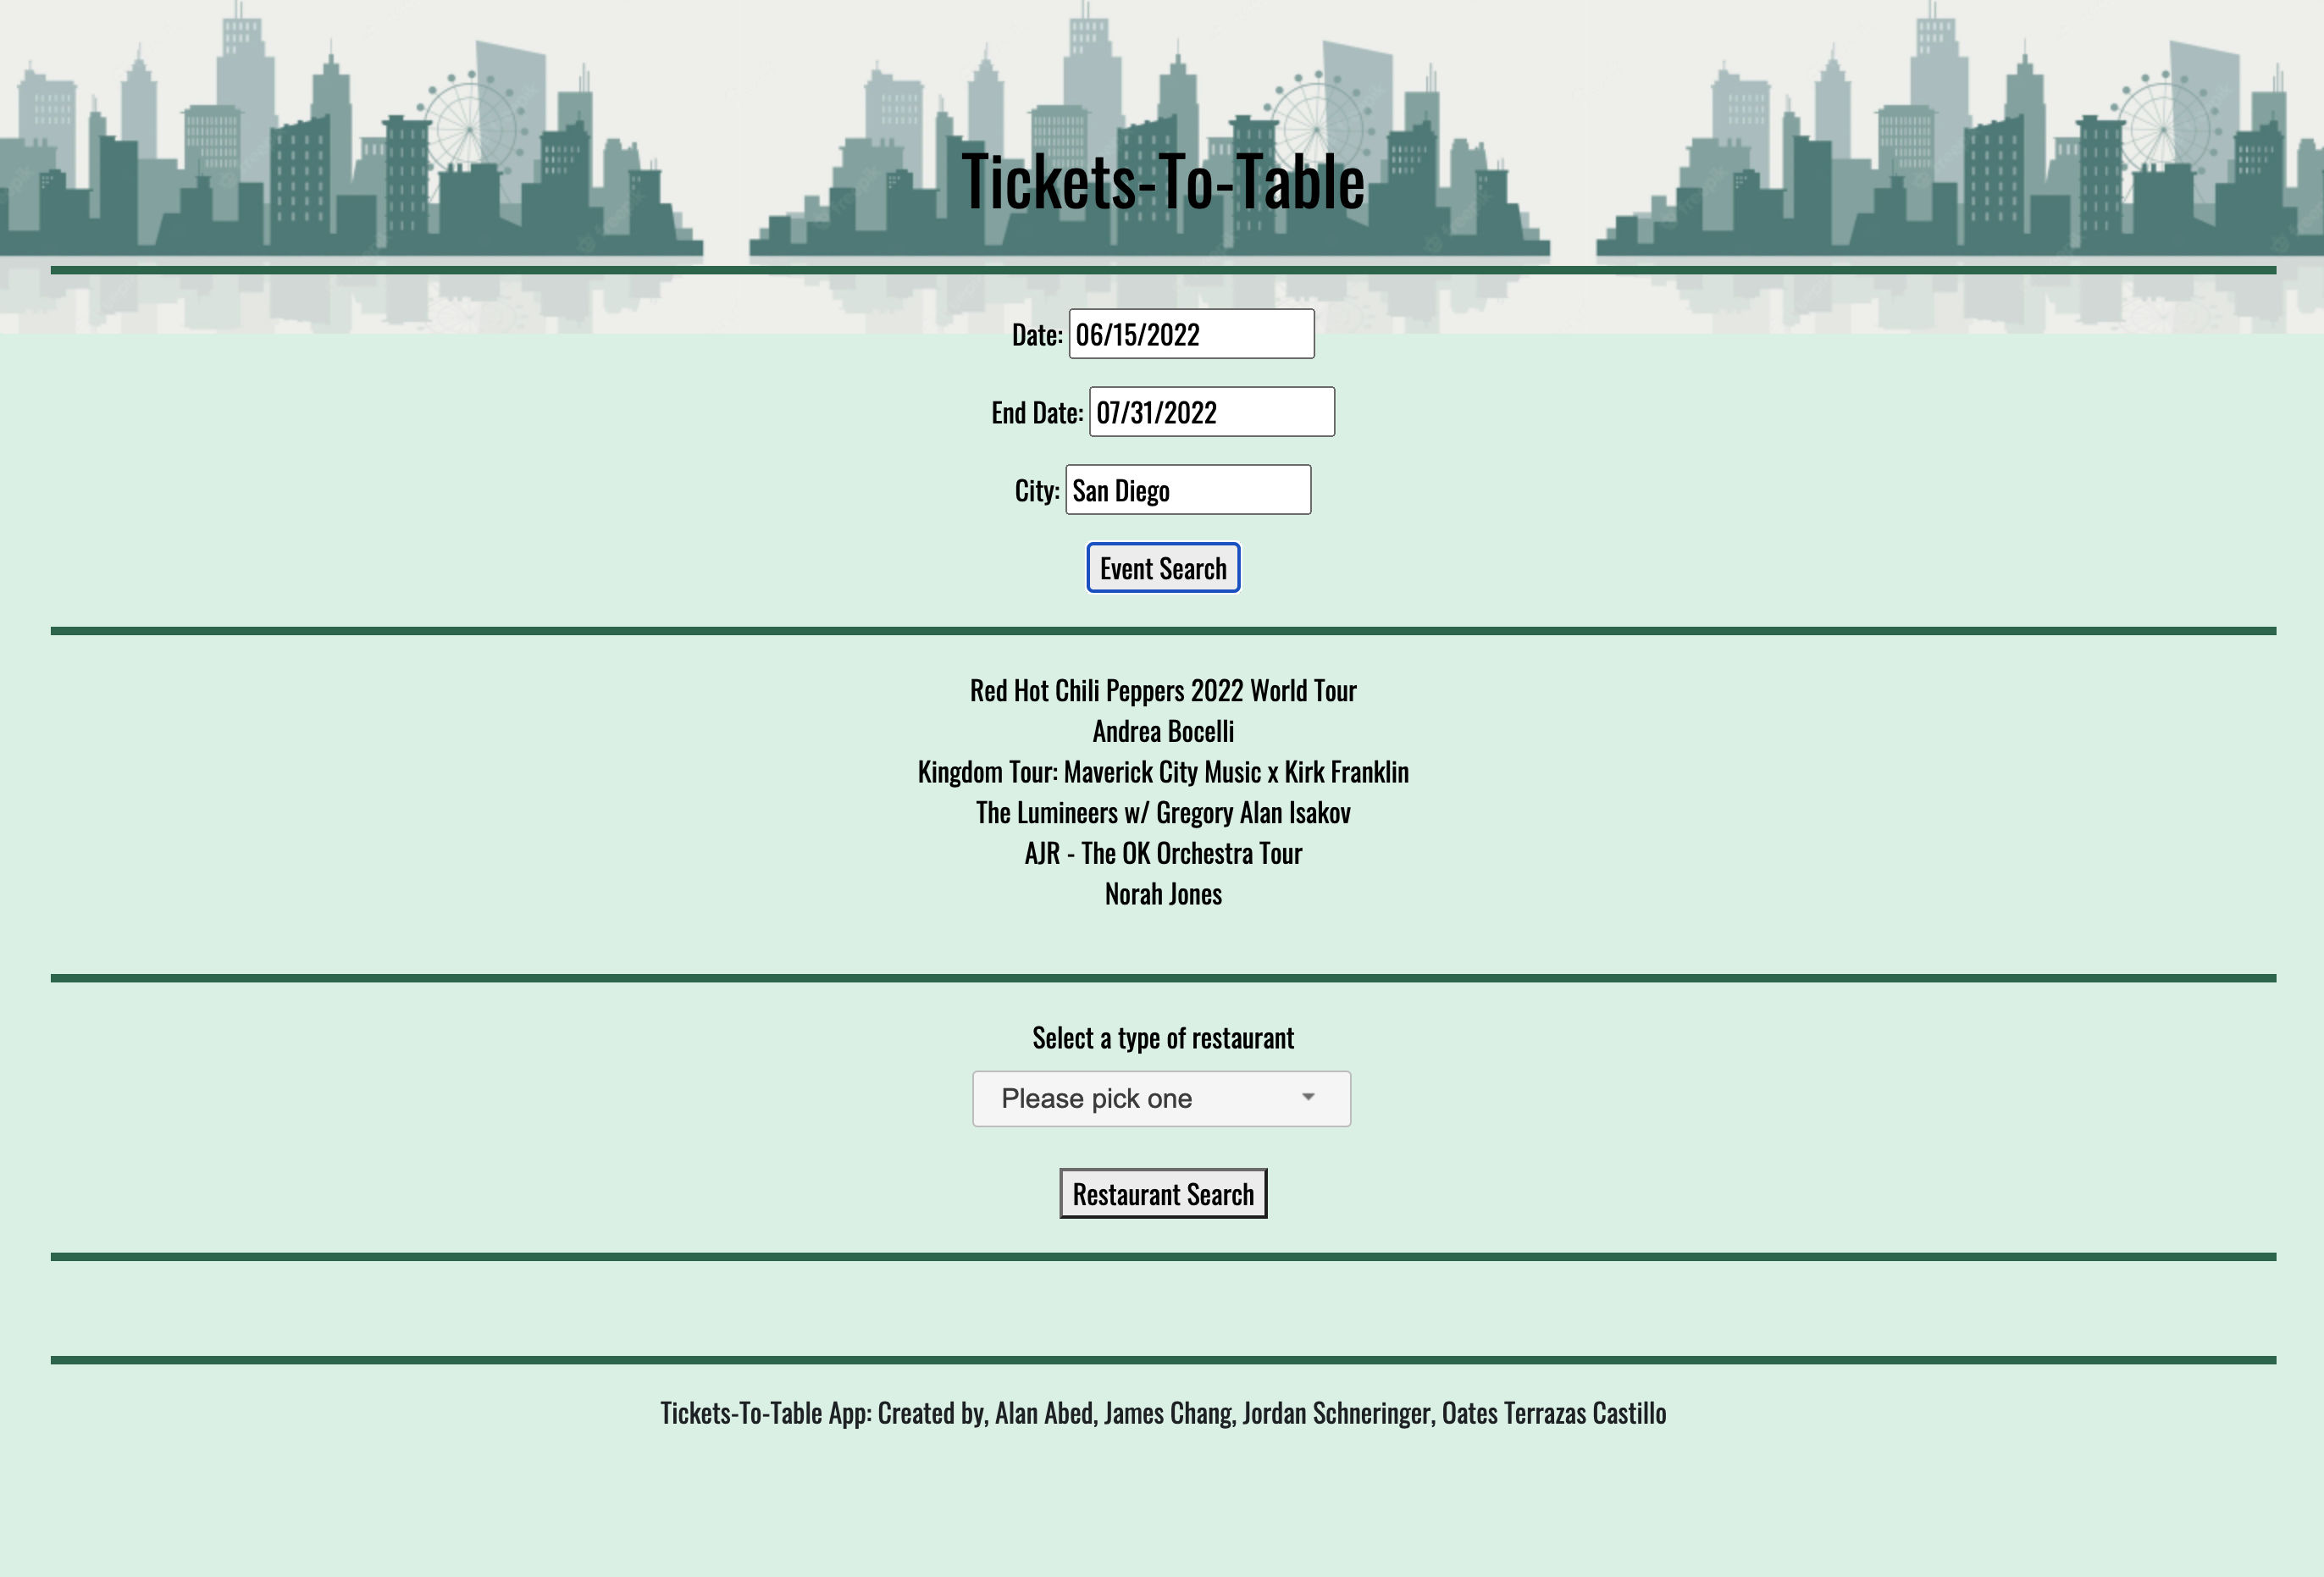 Tickets-To-Table
Date: 06/15/2022
End Date: 07/31/2022
City: San Diego
Event Search
Red Hot Chili Peppers 2022 World Tour
Andrea Bocelli
Kingdom Tour: Maverick City Music x Kirk Franklin
The Lumineers w/ Gregory Alan Isakov
AJR - The OK Orchestra Tour
Norah Jones
Select a type of restaurant
Please pick one
Restaurant Search
Tickets-To-Table App: Created by, Alan Abed, James Chang, Jordan Schneringer, Oates Terrazas Castillo